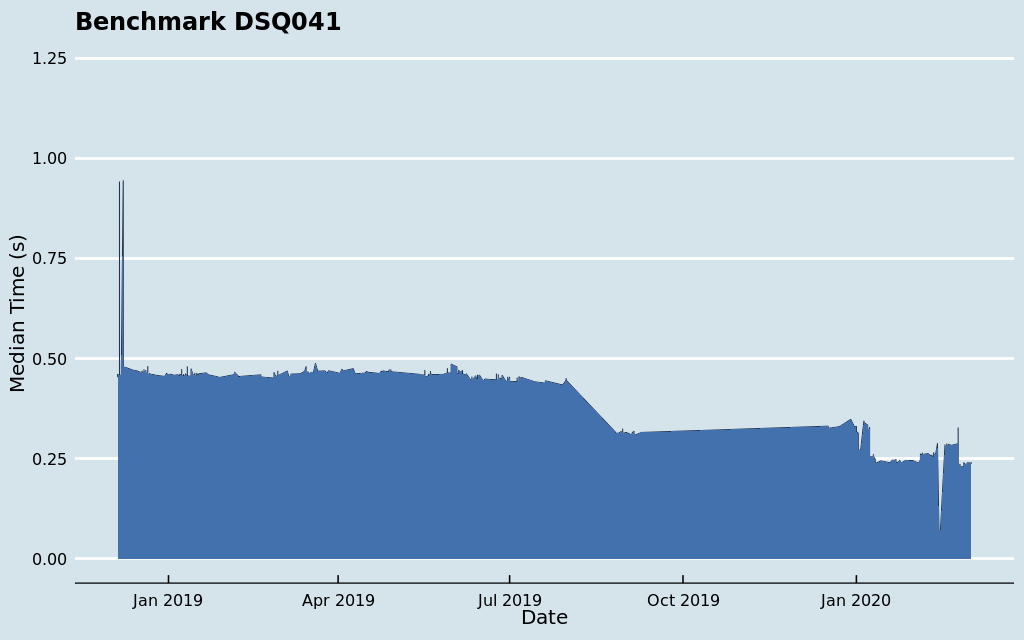 Benchmark DSQ041
1.25
1.00
0.75
0.50
0.25
0.00
Median Time (s)
Jan 2019
Apr 2019
Jul 2019
Oct 2019
Jan 2020
Date